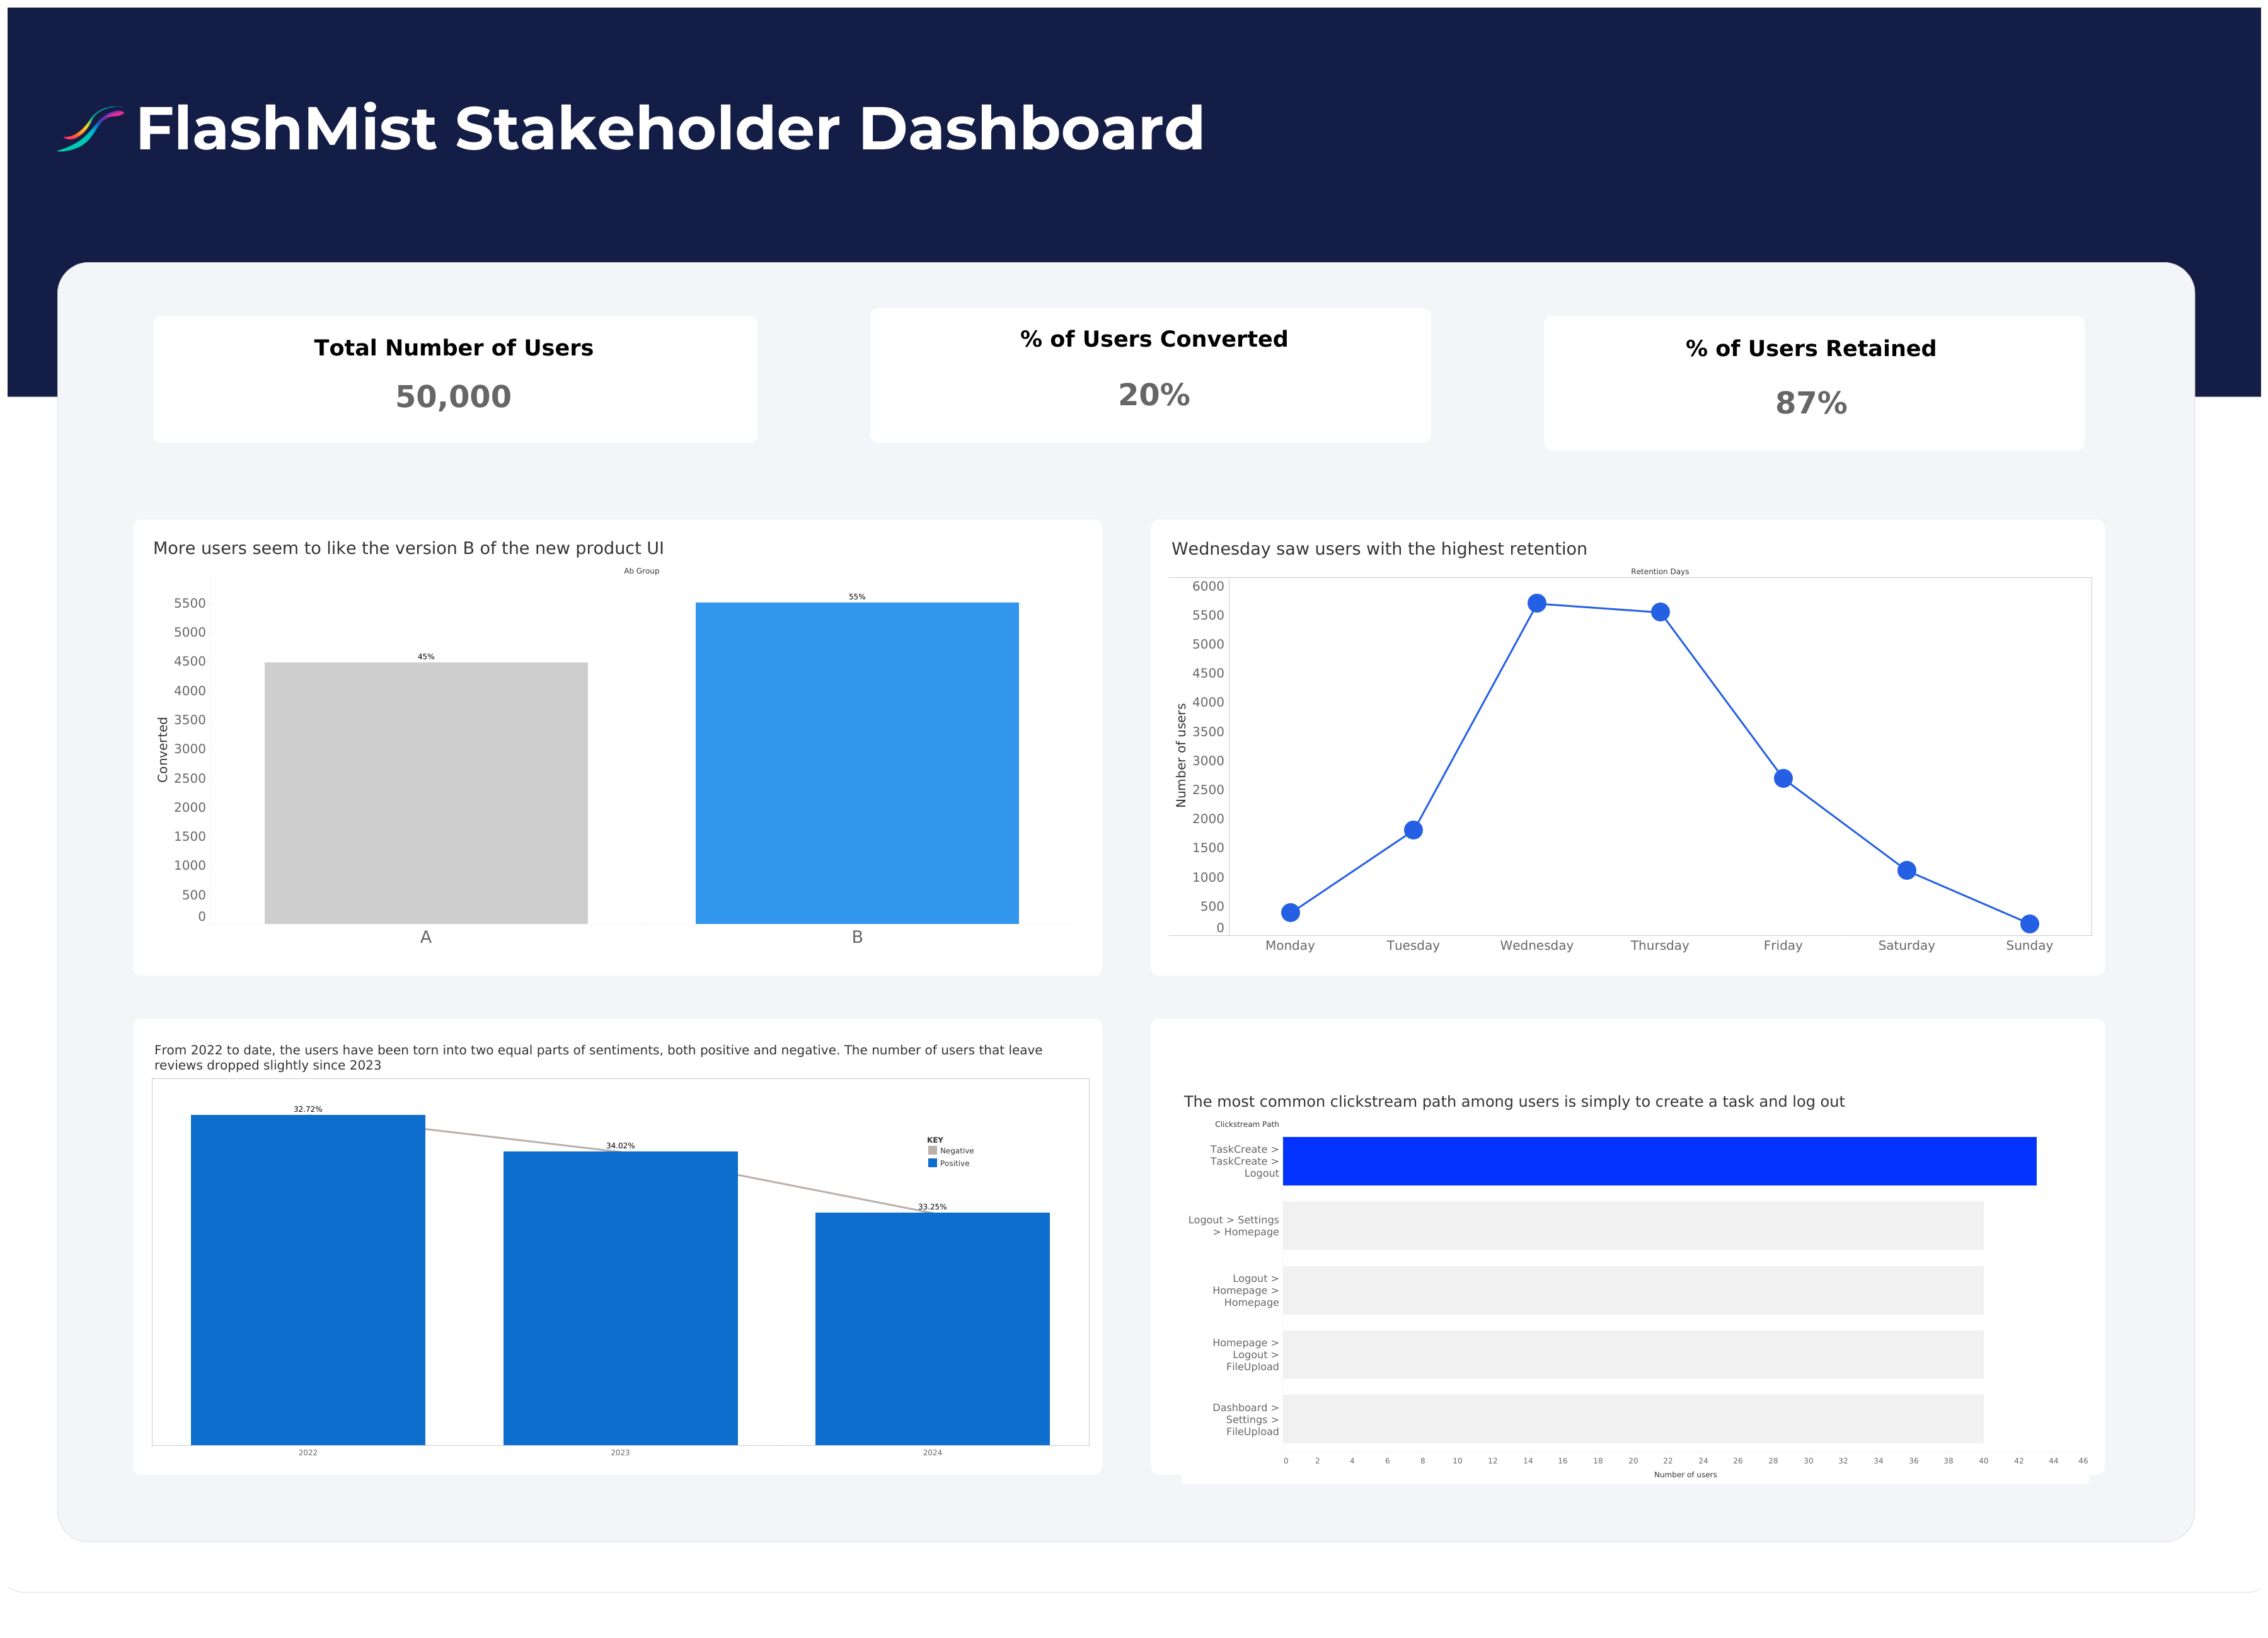 FlashMist Stakeholder Dashboard
Total Number of Users
50,000
% of Users Converted
20%
% of Users Retained
87%
More users seem to like the version B of the new product UI
Ab Group
Converted
5500
5000
4500
4000
3500
3000
2500
2000
1500
1000
500
0
45%
55%
A
B
Wednesday saw users with the highest retention
Retention Days
Number of users
6000
5500
5000
4500
4000
3500
3000
2500
2000
1500
1000
500
0
Monday
Tuesday
Wednesday
Thursday
Friday
Saturday
Sunday
From 2022 to date, the users have been torn into two equal parts of sentiments, both positive and negative. The number of users that leave
reviews dropped slightly since 2023
32.72%
34.02%
33.25%
KEY
Negative
Positive
2022
2023
2024
The most common clickstream path among users is simply to create a task and log out
Clickstream Path
TaskCreate >
TaskCreate >
Logout
Logout > Settings
> Homepage
Logout >
Homepage >
Homepage
Homepage >
Logout >
FileUpload
Dashboard >
Settings >
FileUpload
0 2 4 6 8 10 12 14 16 18 20 22 24 26 28 30 32 34 36 38 40 42 44 46
Number of users